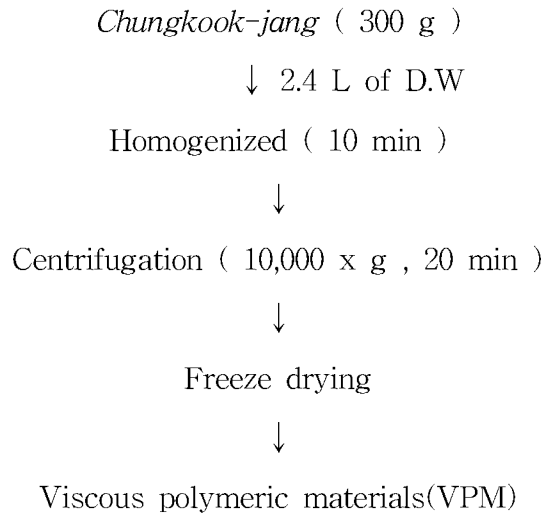 Chungkook-jang ( 300 g )
↓ 2.4 L of D.W
Homogenized ( 10 min )
↓
Centrifugation ( 10,000 x g , 20 min )
↓
Freeze drying
↓
Viscous polymeric materials(VPM)